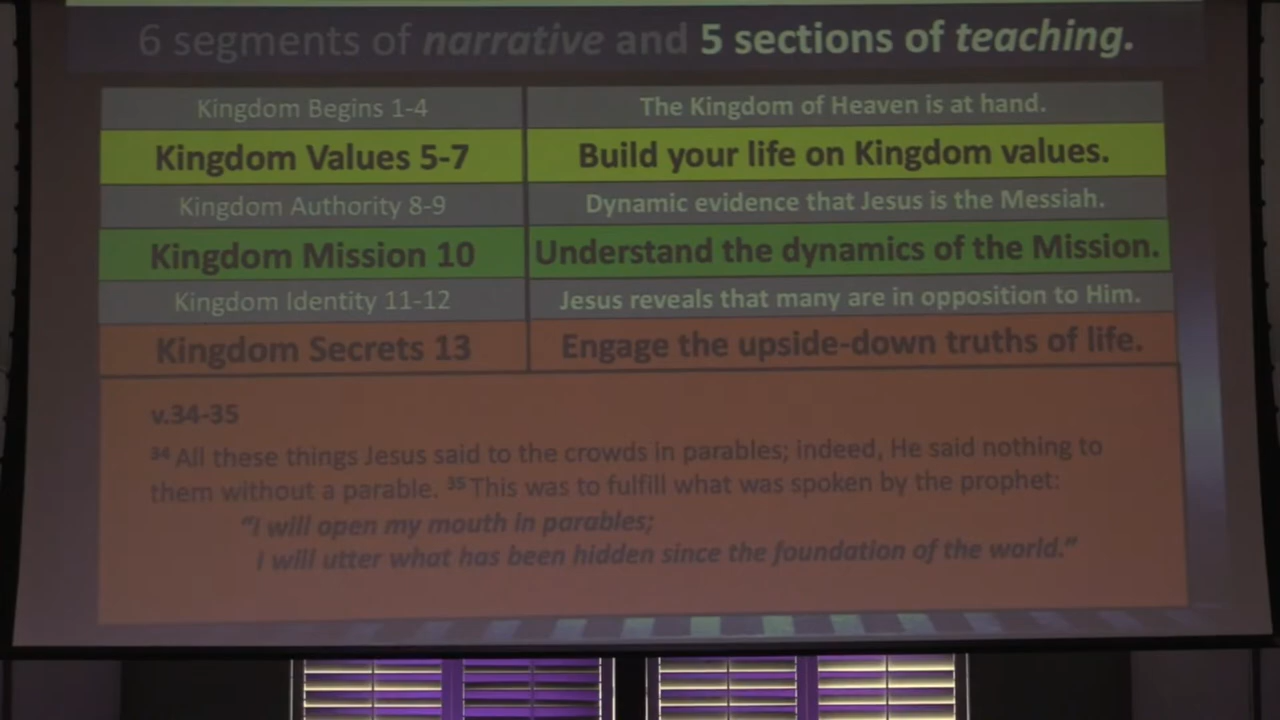 6 segments of narrative and 5 sections of teaching.
Kingdom Begins 1-4 The Kingdom of Heaven is at hand.
Kingdom Values 5-7 Build your life on Kingdom values.
Kingdom Authority 8-9 Dynamic evidence that Jesus is the Messiah.
Kingdom Mission 10 Understand the dynamics of the Mission.
Kingdom Identity 11-12 Jesus reveals that many are in opposition to Him.
Kingdom Secrets 13 Engage the upside-down truths of life.
v.34-35
34 All these things Jesus said to the crowds in parables; indeed, He said nothing to
them without a parable. 35 This was to fulfill what was spoken by the prophet:
“I will open my mouth in parables;
I will utter what has been hidden since the foundation of the world.”